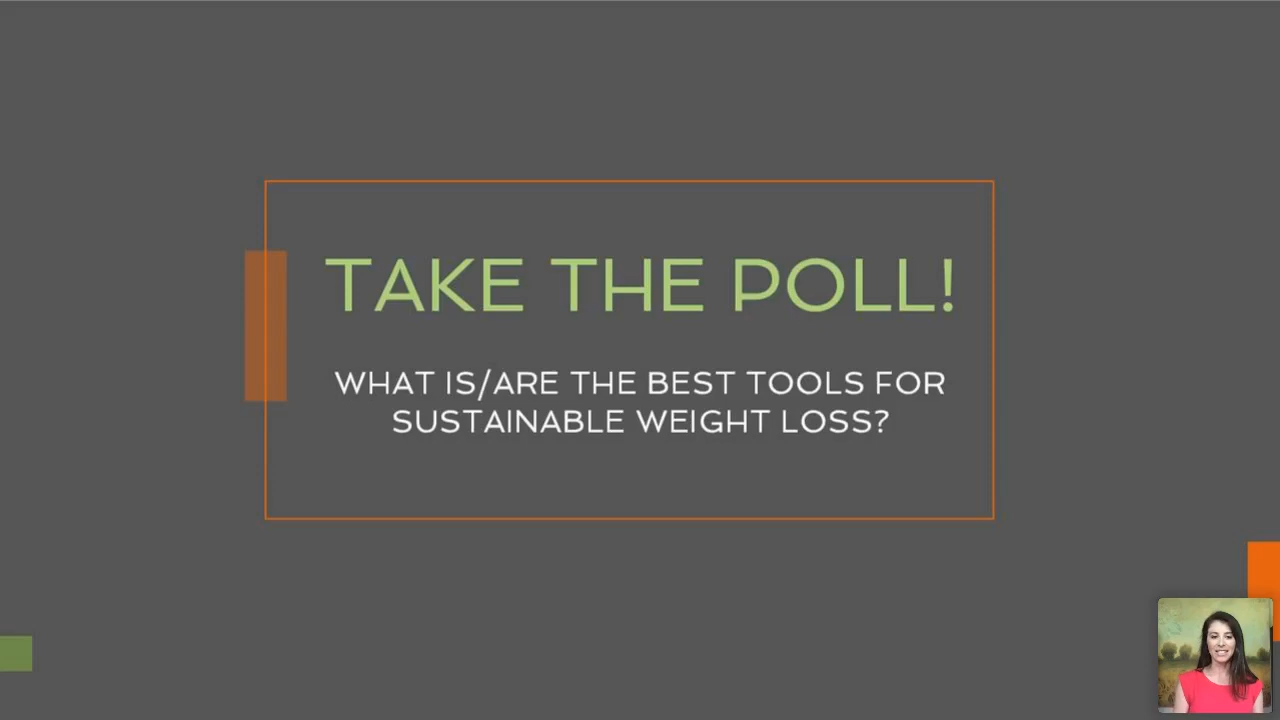 TAKE THE POLL!
WHAT IS/ARE THE BEST TOOLS FOR
SUSTAINABLE WEIGHT LOSS?